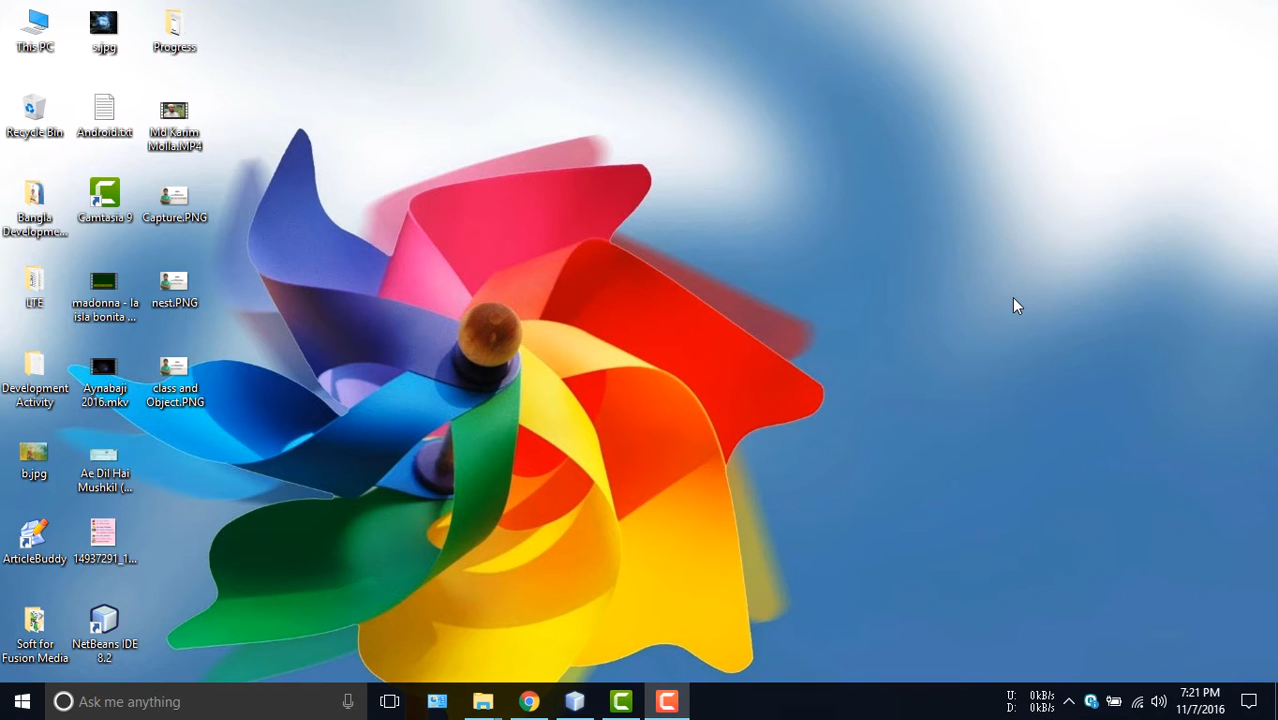 This PC
s.jpg
Progress
Recycle Bin
Android.txt
Md Karim
Molla.MP4
Bangla
Developme...
Camtasia 9
Capture.PNG
LTE
madonna - la
isla bonita ...
nest.PNG
Development
Activity
Aynabaji
2016.mkv
class and
Object.PNG
b.jpg
Ae Dil Hai
Mushkil (...
ArticleBuddy
14937291_1...
Soft for
Fusion Media
NetBeans IDE
8.2
Ask me anything
U: 0kB/s
D: 0kB/s
7:21 PM
11/7/2016